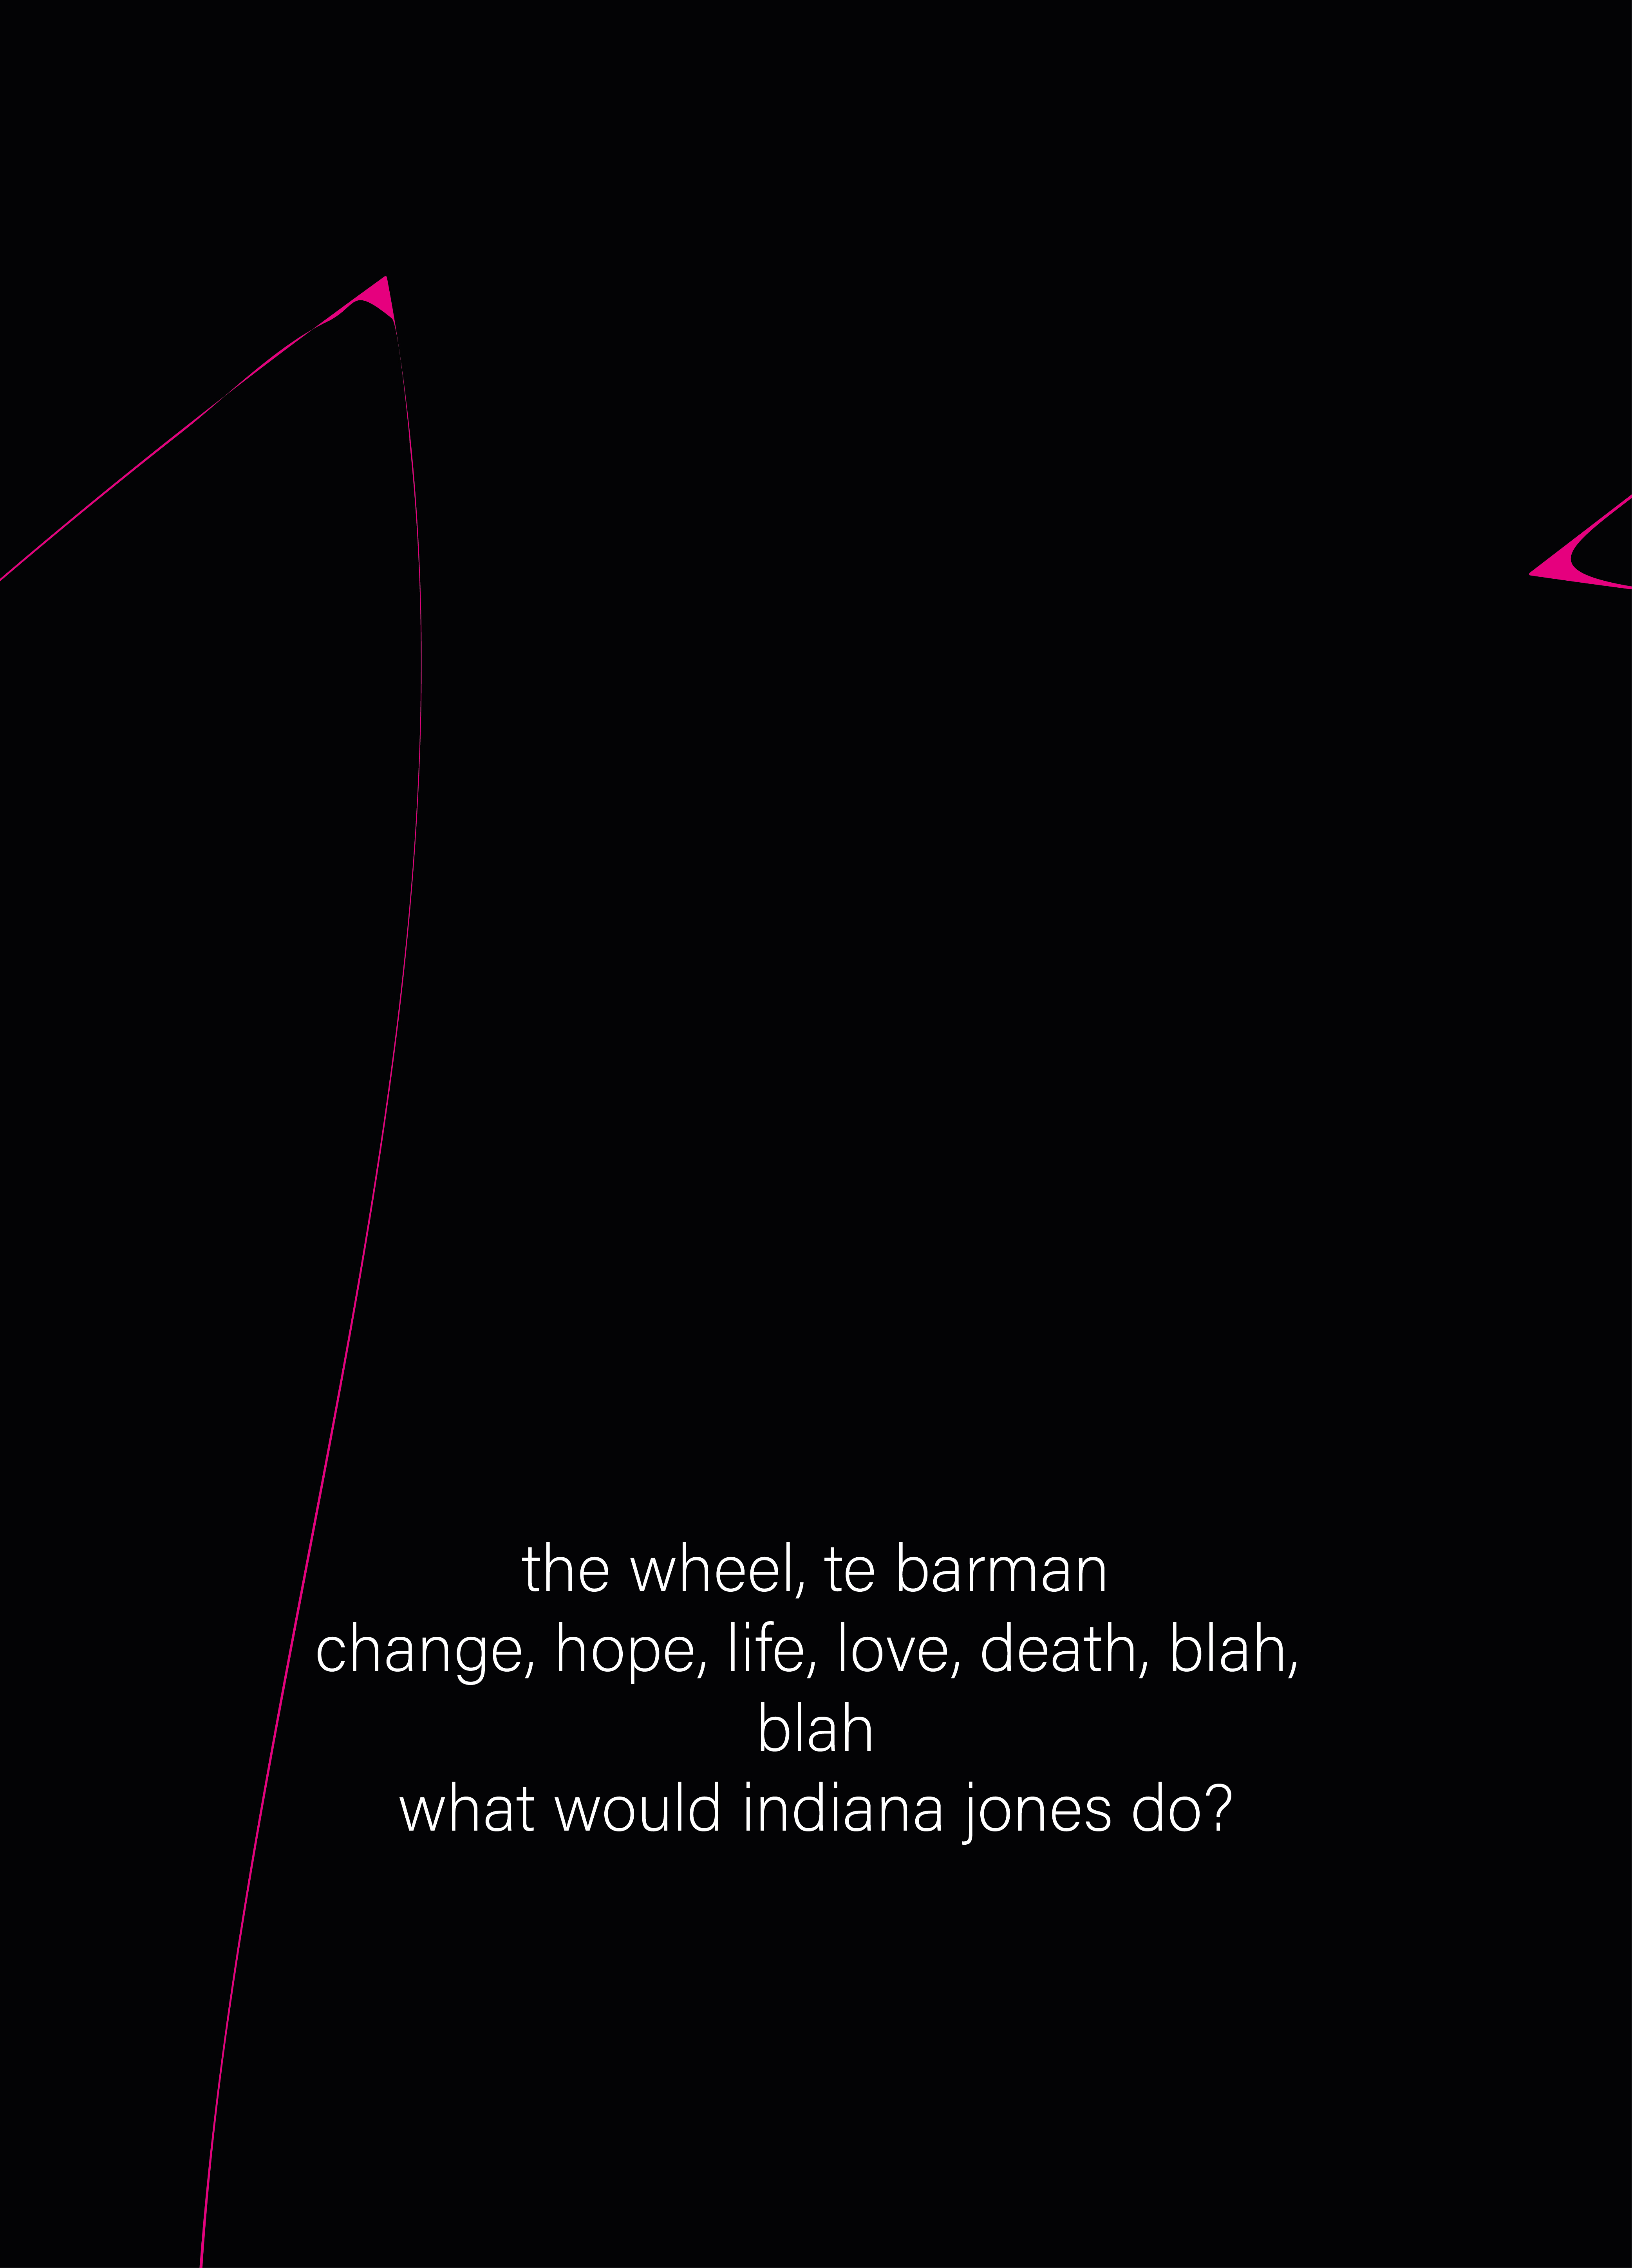 the wheel, te barman
change, hope, life, love, death, blah,
blah
what would indiana jones do?